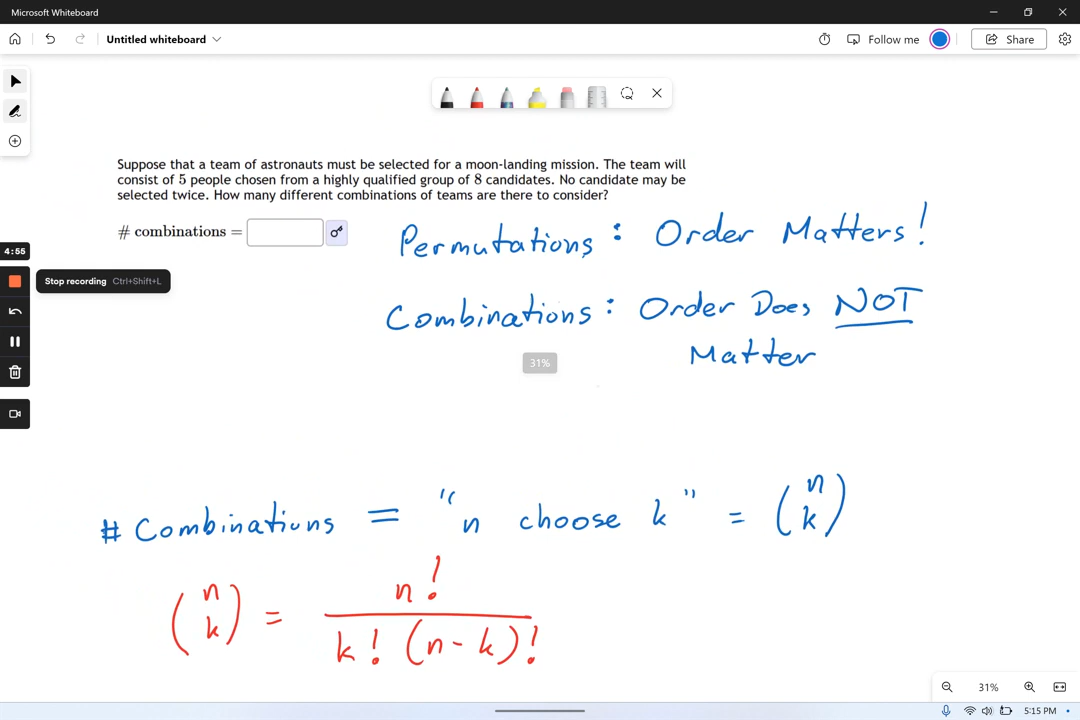 Microsoft Whiteboard
Untitled whiteboard
Follow me
Share
Suppose that a team of astronauts must be selected for a moon-landing mission. The team will
consist of 5 people chosen from a highly qualified group of 8 candidates. No candidate may be
selected twice. How many different combinations of teams are there to consider?
# combinations =
Permutations : Order Matters!
4:55
Stop recording Ctrl+Shift+L
Combinations : Order Does NOT
Matter
31%
# Combinations = "n choose k" = (n k)
(n k) = n! / k! (n - k)!
31%
5:15 PM